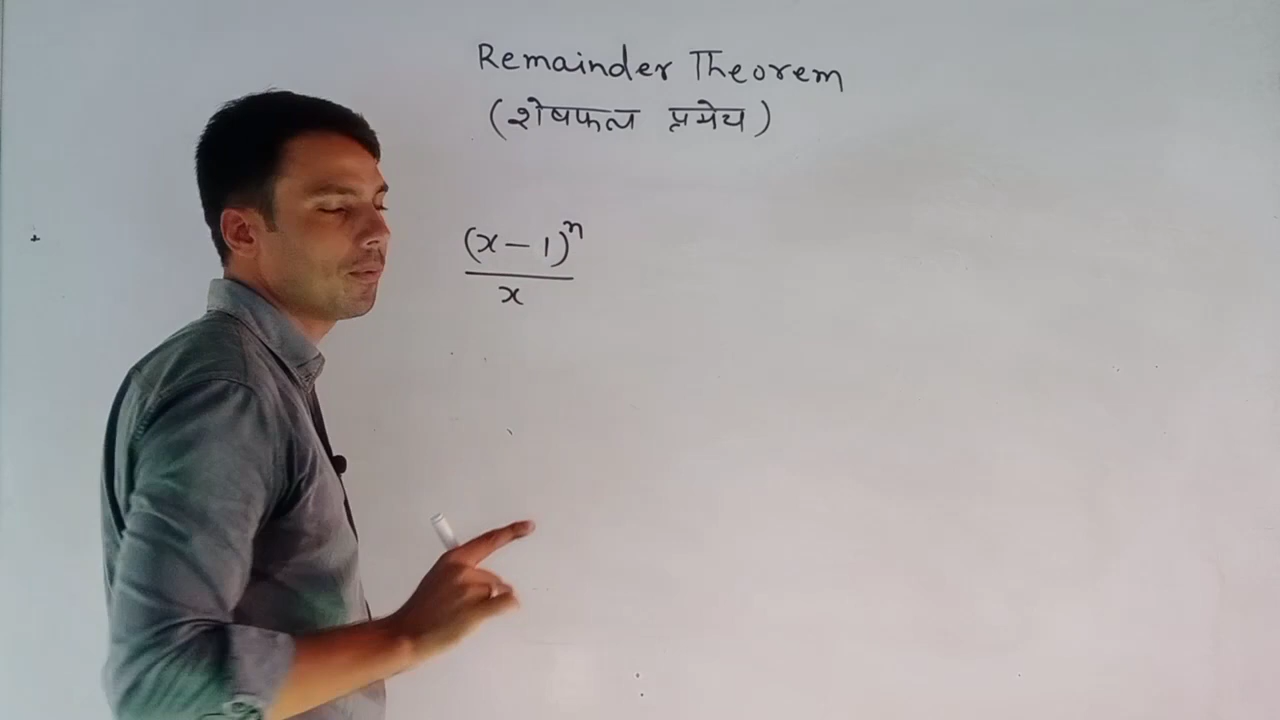 Remainder Theorem
(शेषफल प्रमेय)
(x-1)^n
x